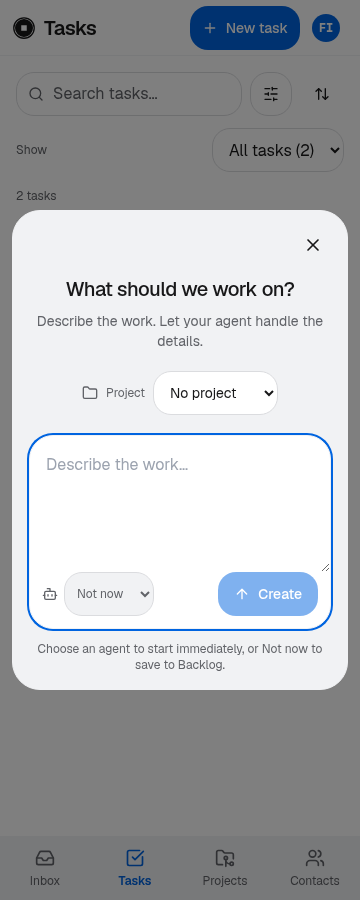 Tasks
New task
FI
Search tasks...
Show
All tasks (2)
2 tasks
What should we work on?
Describe the work. Let your agent handle the
details.
Project
No project
Describe the work...
Not now
Create
Choose an agent to start immediately, or Not now to
save to Backlog.
Inbox
Tasks
Projects
Contacts